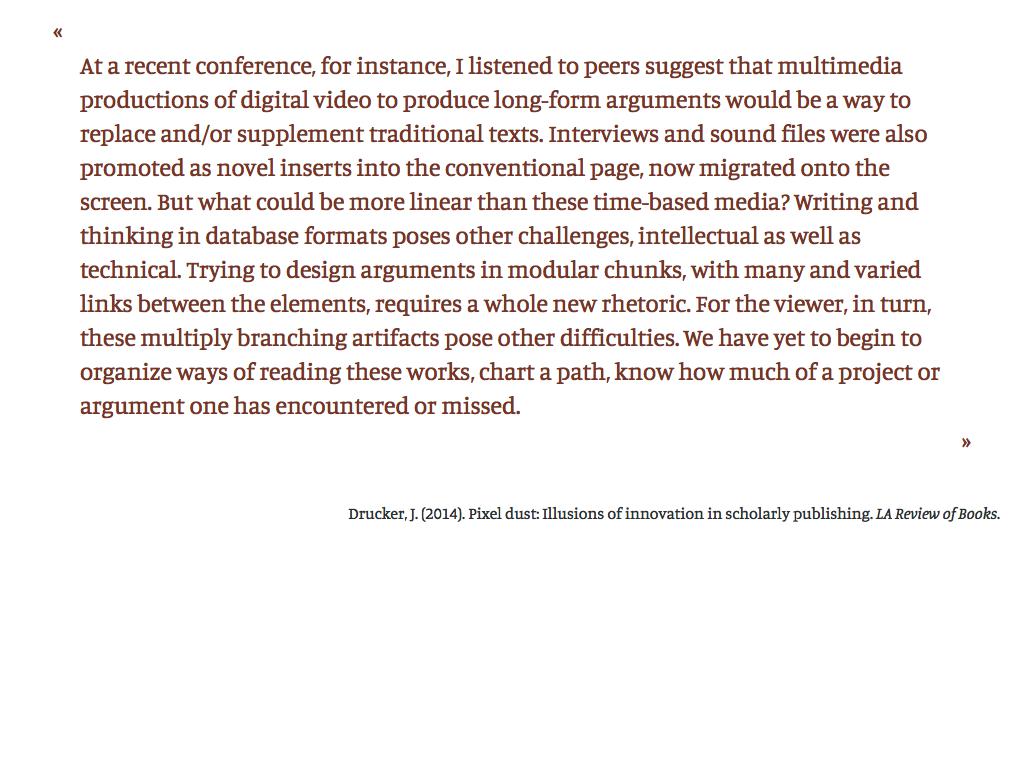 «
At a recent conference, for instance, I listened to peers suggest that multimedia
productions of digital video to produce long-form arguments would be a way to
replace and/or supplement traditional texts. Interviews and sound files were also
promoted as novel inserts into the conventional page, now migrated onto the
screen. But what could be more linear than these time-based media? Writing and
thinking in database formats poses other challenges, intellectual as well as
technical. Trying to design arguments in modular chunks, with many and varied
links between the elements, requires a whole new rhetoric. For the viewer, in turn,
these multiply branching artifacts pose other difficulties. We have yet to begin to
organize ways of reading these works, chart a path, know how much of a project or
argument one has encountered or missed.
»
Drucker, J. (2014). Pixel dust: Illusions of innovation in scholarly publishing. LA Review of Books.